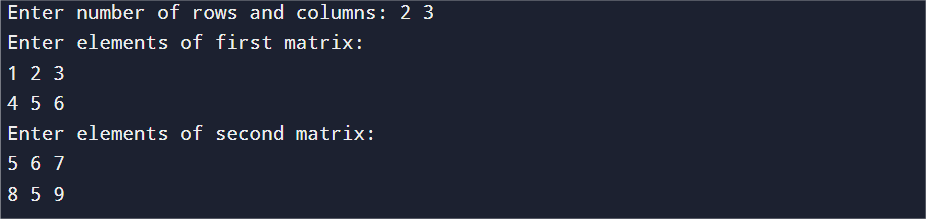 Enter number of rows and columns: 2 3
Enter elements of first matrix:
1 2 3
4 5 6
Enter elements of second matrix:
5 6 7
8 5 9